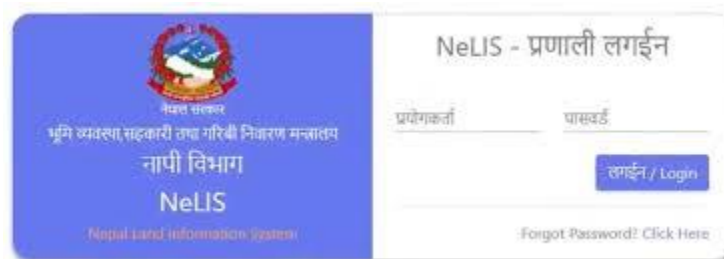 नेपाल सरकार
भूमि व्यवस्था,सहकारी तथा गरिबी निवारण मन्त्रालय
नापी विभाग
NeLIS
Nepal Land Information System
NeLIS - प्रणाली लगईन
प्रयोगकर्ता पासवर्ड
लगईन / Login
Forgot Password? Click Here